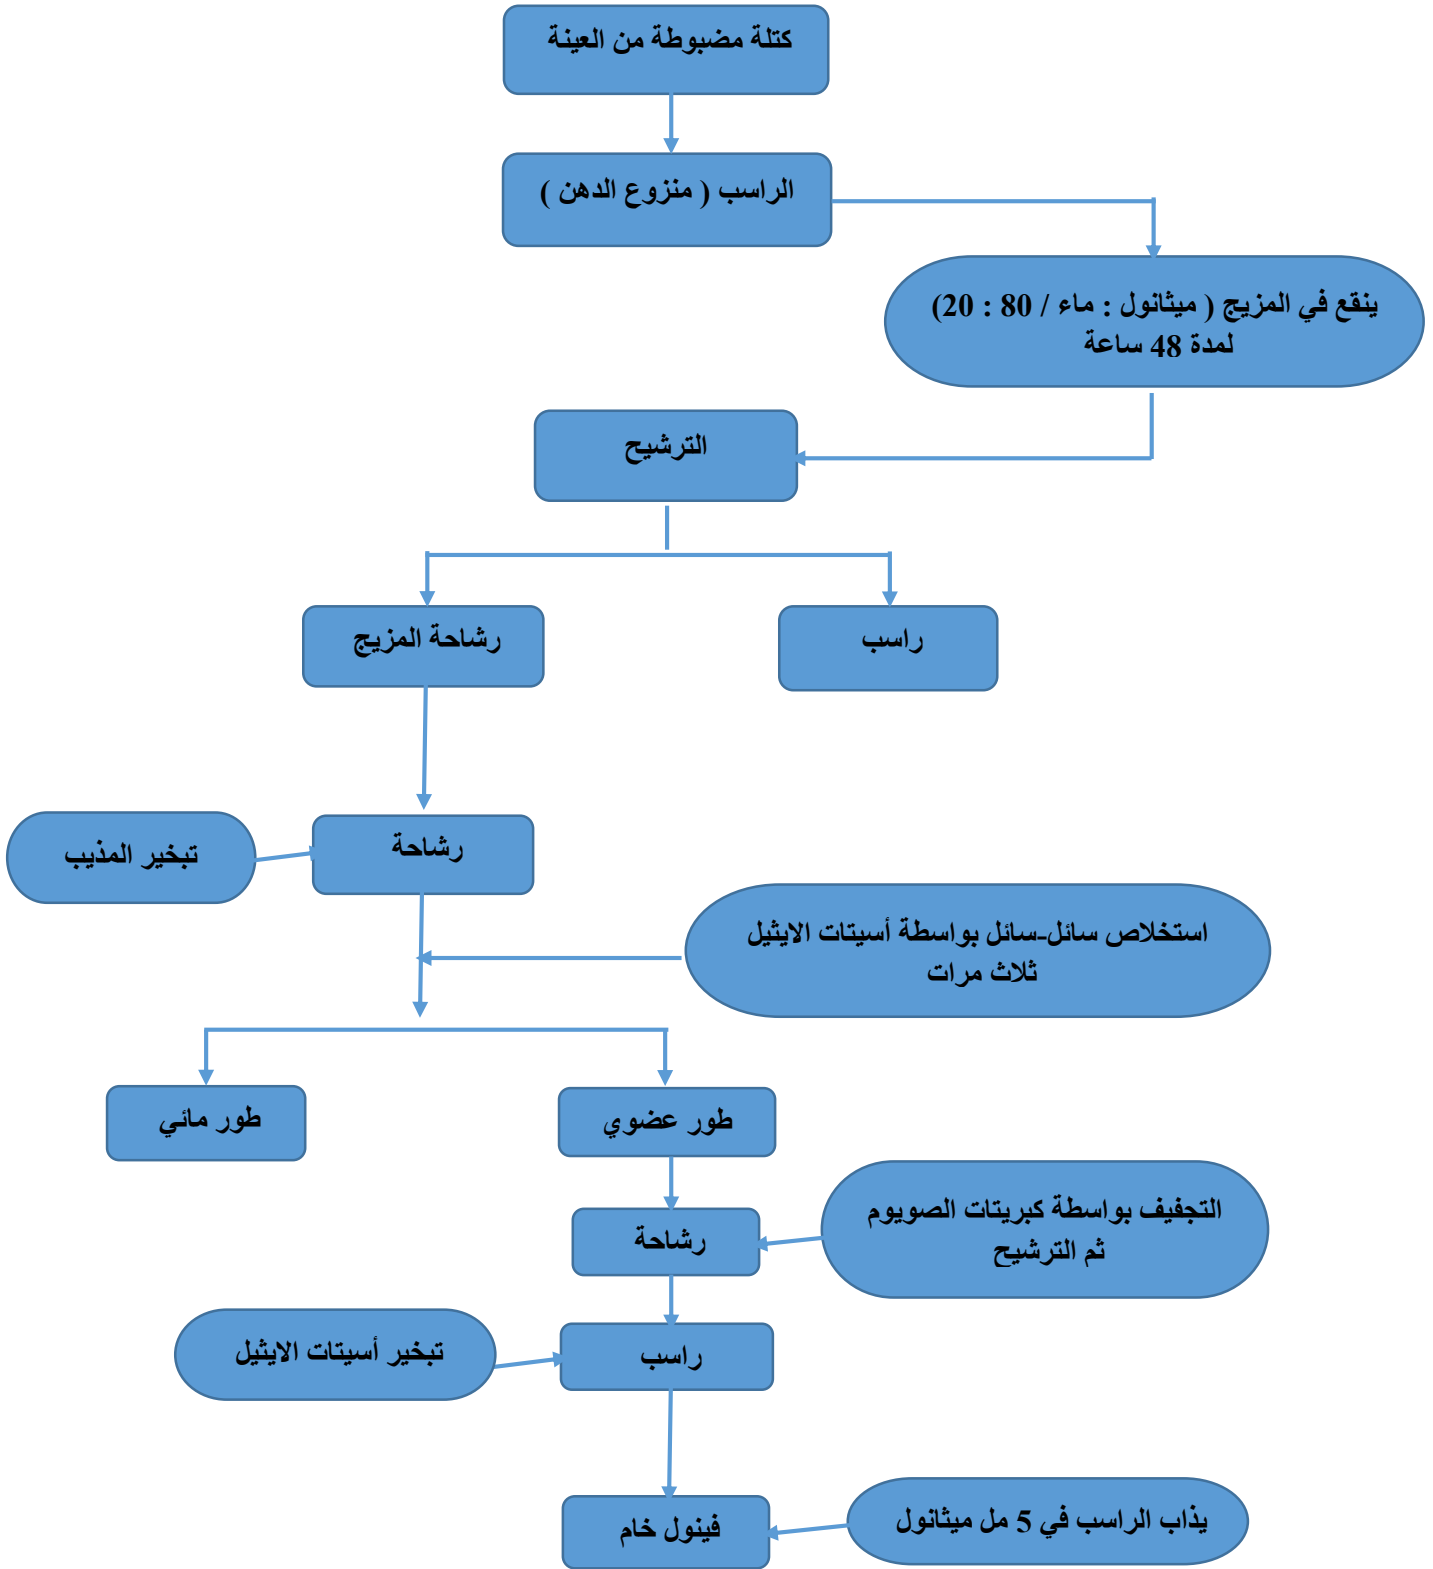 كتلة مضبوطة من العينة
الراسب ( منزوع الدهن )
ينقع في المزيج ( ميثانول : ماء / 80 : 20)
لمدة 48 ساعة
الترشيح
رشاحة المزيج
راسب
رشاحة
تبخير المذيب
استخلاص سائل-سائل بواسطة أسيتات الايثيل
ثلاث مرات
طور مائي
طور عضوي
التجفيف بواسطة كبريتات الصويوم
ثم الترشيح
رشاحة
راسب
تبخير أسيتات الايثيل
يذاب الراسب في 5 مل ميثانول
فينول خام